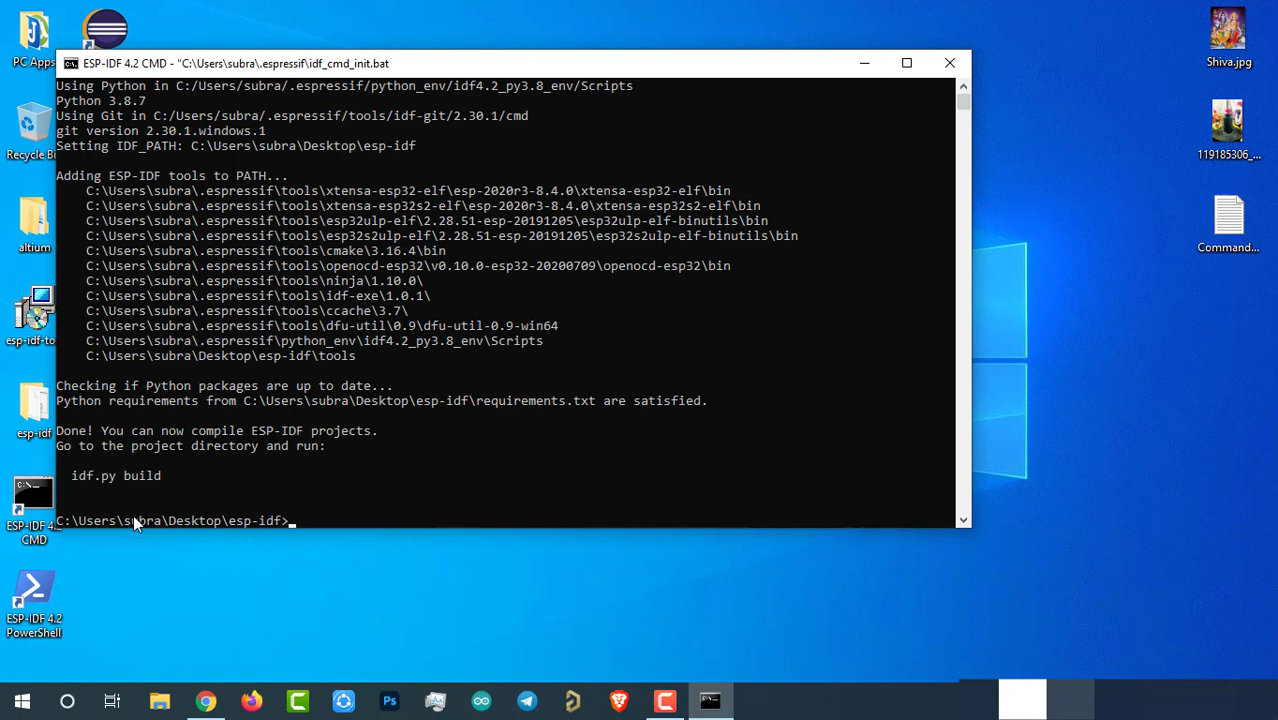 PC Apps
Recycle Bi
altium
esp-idf-to
esp-idf
ESP-IDF 4.2
CMD
ESP-IDF 4.2
PowerShell
ESP-IDF 4.2 CMD - "C:\Users\subra\.espressif\idf_cmd_init.bat
Using Python in C:/Users/subra/.espressif/python_env/idf4.2_py3.8_env/Scripts
Python 3.8.7
Using Git in C:/Users/subra/.espressif/tools/idf-git/2.30.1/cmd
git version 2.30.1.windows.1
Setting IDF_PATH: C:\Users\subra\Desktop\esp-idf
Adding ESP-IDF tools to PATH...
C:\Users\subra\.espressif\tools\xtensa-esp32-elf\esp-2020r3-8.4.0\xtensa-esp32-elf\bin
C:\Users\subra\.espressif\tools\xtensa-esp32s2-elf\esp-2020r3-8.4.0\xtensa-esp32s2-elf\bin
C:\Users\subra\.espressif\tools\esp32ulp-elf\2.28.51-esp-20191205\esp32ulp-elf-binutils\bin
C:\Users\subra\.espressif\tools\esp32s2ulp-elf\2.28.51-esp-20191205\esp32s2ulp-elf-binutils\bin
C:\Users\subra\.espressif\tools\cmake\3.16.4\bin
C:\Users\subra\.espressif\tools\openocd-esp32\v0.10.0-esp32-20200709\openocd-esp32\bin
C:\Users\subra\.espressif\tools\ninja\1.10.0\
C:\Users\subra\.espressif\tools\idf-exe\1.0.1\
C:\Users\subra\.espressif\tools\ccache\3.7\
C:\Users\subra\.espressif\tools\dfu-util\0.9\dfu-util-0.9-win64
C:\Users\subra\.espressif\python_env\idf4.2_py3.8_env\Scripts
C:\Users\subra\Desktop\esp-idf\tools
Checking if Python packages are up to date...
Python requirements from C:\Users\subra\Desktop\esp-idf\requirements.txt are satisfied.
Done! You can now compile ESP-IDF projects.
Go to the project directory and run:
idf.py build
C:\Users\subra\Desktop\esp-idf>
Shiva.jpg
119185306_...
Command...
Ps